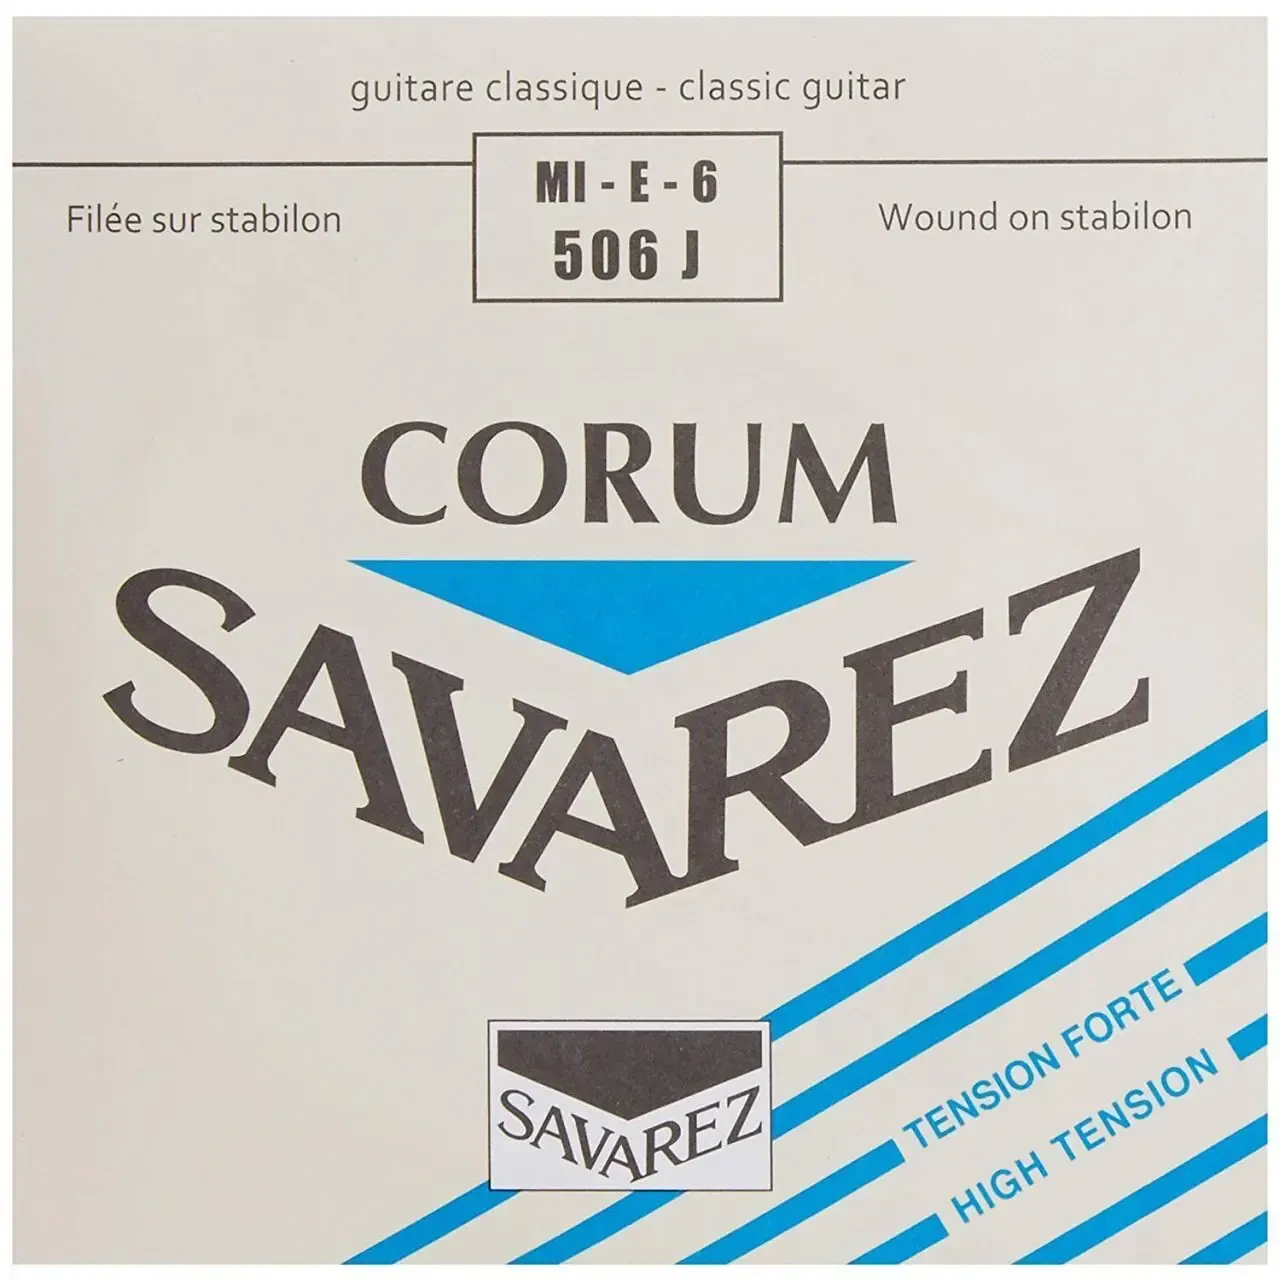 guitare classique - classic guitar
MI - E - 6
506 J
Filée sur stabilon
Wound on stabilon
CORUM
SAVAREZ
TENSION FORTE
HIGH TENSION
SAVAREZ